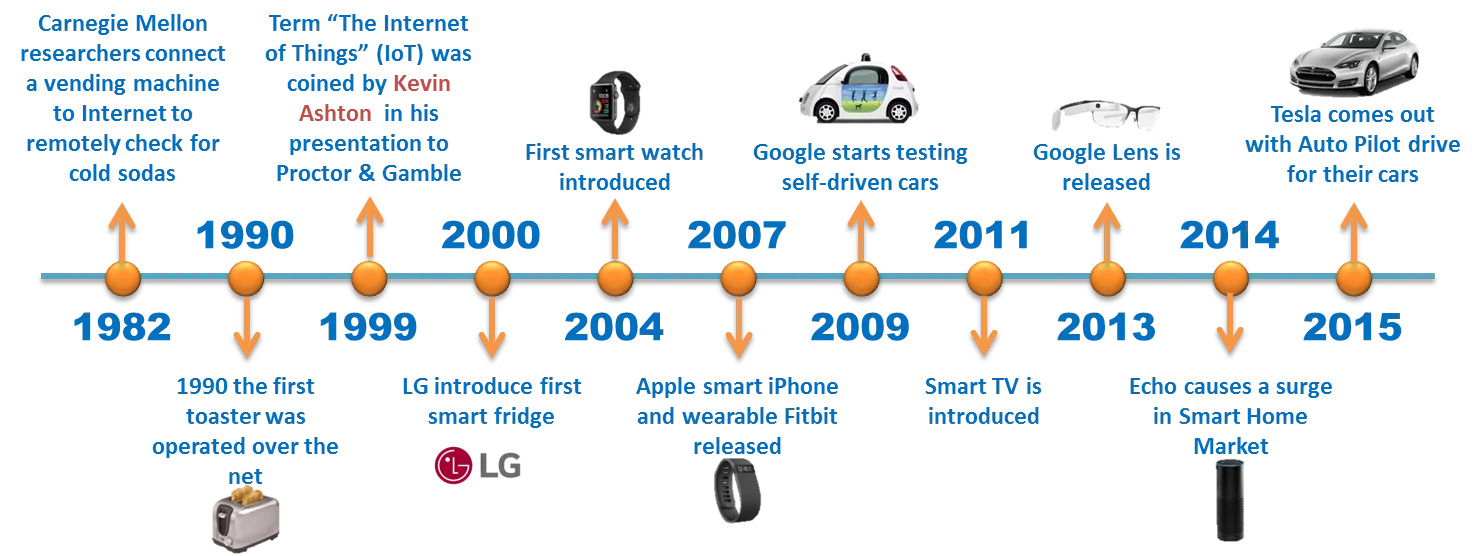 Carnegie Mellon
researchers connect
a vending machine
to Internet to
remotely check for
cold sodas
1982
1990
1990 the first
toaster was
operated over the
net
Term “The Internet
of Things” (IoT) was
coined by Kevin
Ashton in his
presentation to
Proctor & Gamble
1999
2000
LG introduce first
smart fridge
LG
First smart watch
introduced
2004
2007
Apple smart iPhone
and wearable Fitbit
released
Google starts testing
self-driven cars
2009
2011
Smart TV is
introduced
Google Lens is
released
2013
2014
Echo causes a surge
in Smart Home
Market
Tesla comes out
with Auto Pilot drive
for their cars
2015